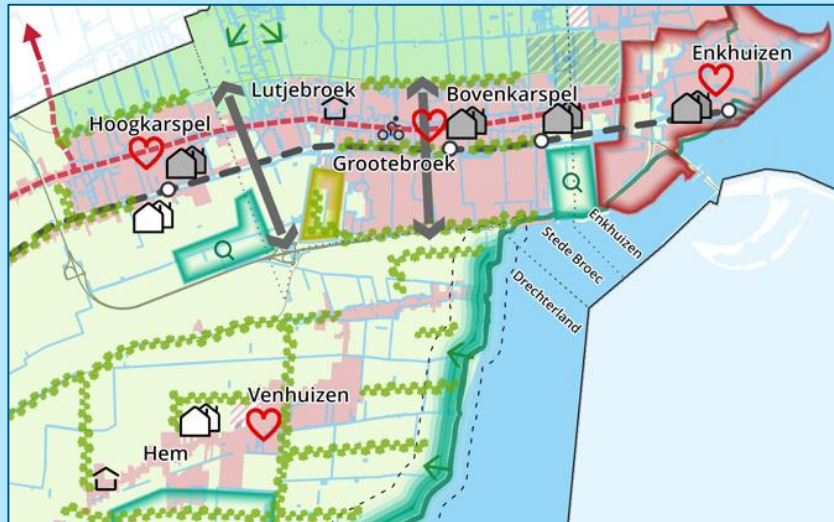 Enkhuizen
Lutjebroek
Bovenkarspel
Hoogkarspel
Grootebroek
Enkhuizen
Stede Broec
Drechterland
Venhuizen
Hem